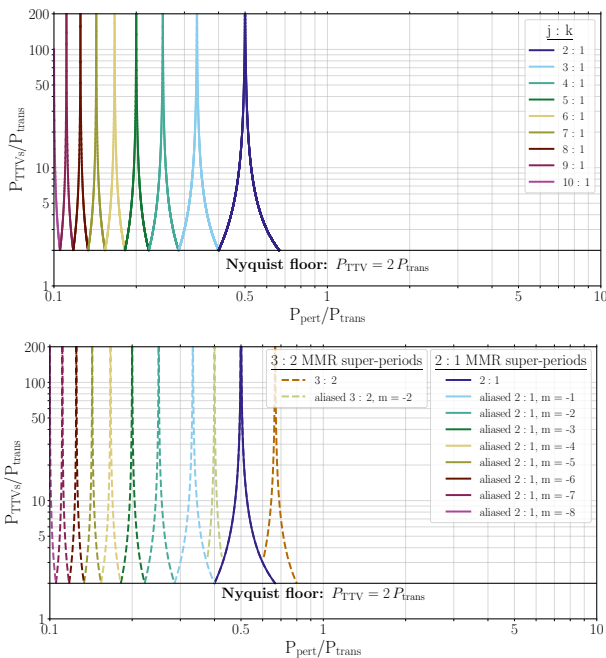 200
100
50
10
5
1
P_TTVs/P_trans
j : k
2 : 1
3 : 1
4 : 1
5 : 1
6 : 1
7 : 1
8 : 1
9 : 1
10 : 1
Nyquist floor: P_TTV = 2 P_trans
0.1 0.5 1 5 10
P_pert/P_trans
200
100
50
10
5
1
P_TTVs/P_trans
3 : 2 MMR super-periods
3 : 2
aliased 3 : 2, m = -2
2 : 1 MMR super-periods
2 : 1
aliased 2 : 1, m = -1
aliased 2 : 1, m = -2
aliased 2 : 1, m = -3
aliased 2 : 1, m = -4
aliased 2 : 1, m = -5
aliased 2 : 1, m = -6
aliased 2 : 1, m = -7
aliased 2 : 1, m = -8
Nyquist floor: P_TTV = 2 P_trans
0.1 0.5 1 5 10
P_pert/P_trans